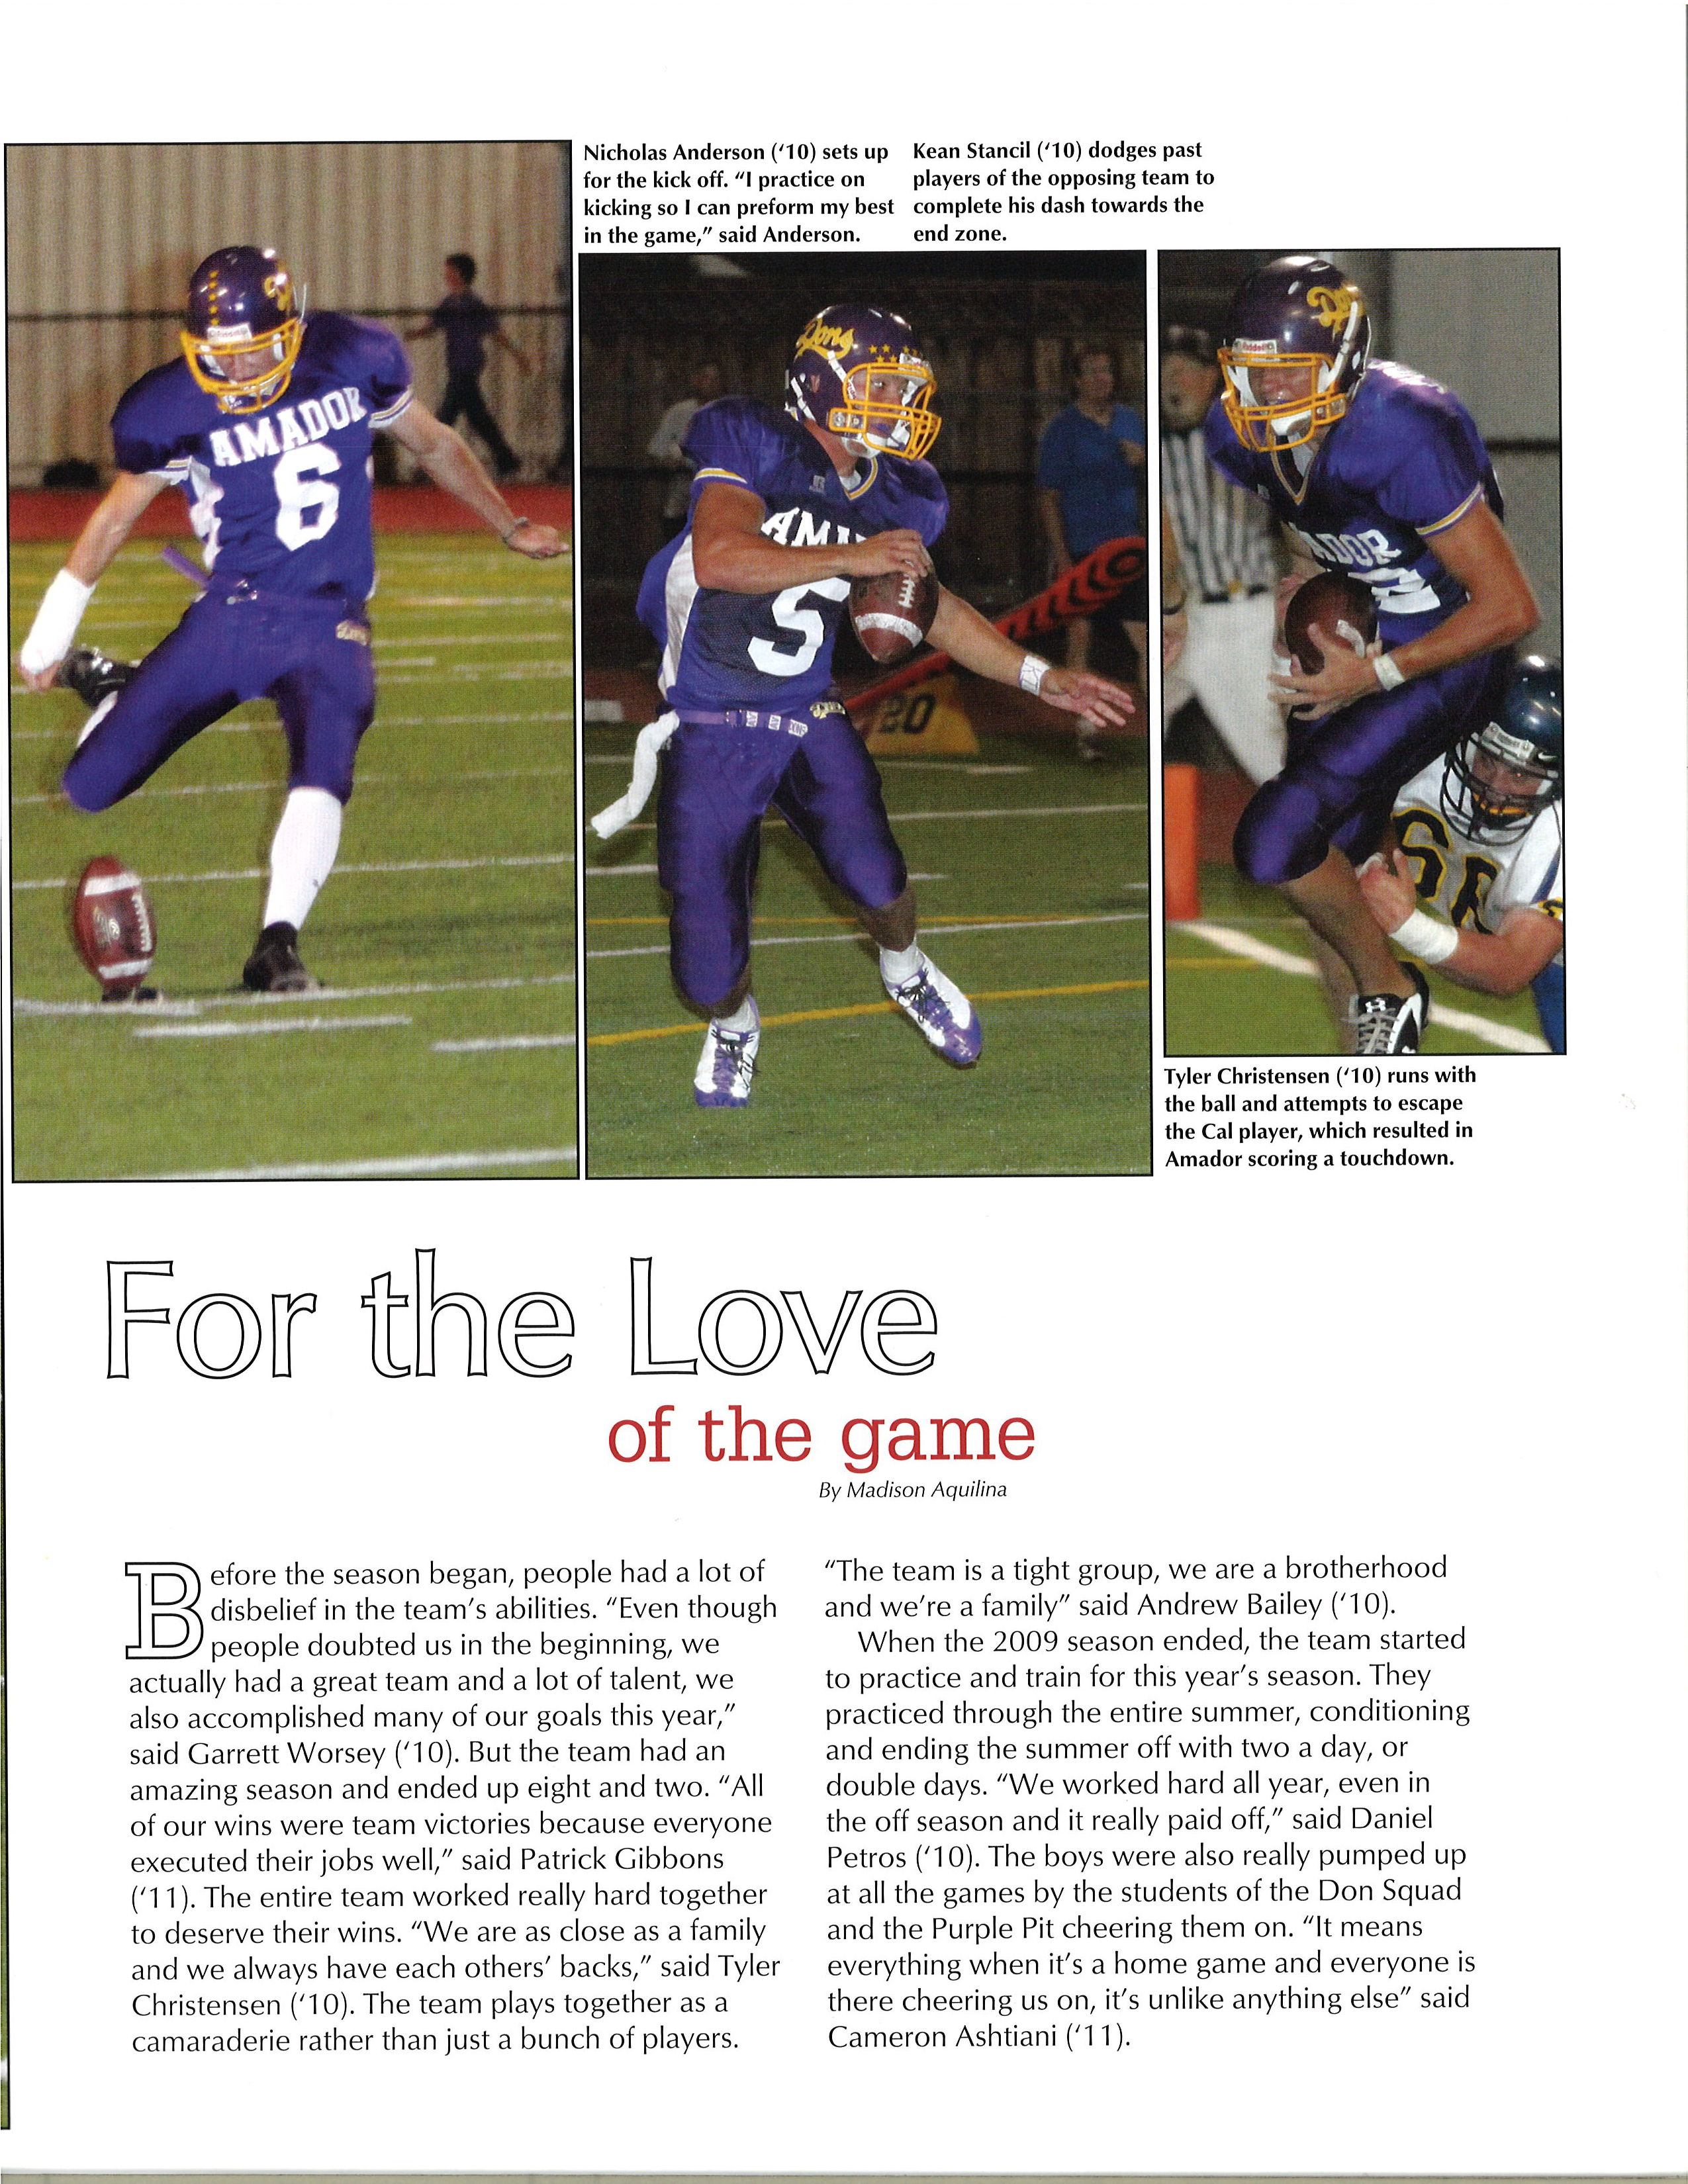 Nicholas Anderson (‘10) sets up
for the kick off. “I practice on
kicking so I can preform my best
in the game,” said Anderson.
Kean Stancil (‘10) dodges past
players of the opposing team to
complete his dash towards the
end zone.
AMADOR
6
Dons
AMA
5
20
ADOR
2
SR
Tyler Christensen (‘10) runs with
the ball and attempts to escape
the Cal player, which resulted in
Amador scoring a touchdown.
For the Love
of the game
By Madison Aquilina
Before the season began, people had a lot of
disbelief in the team’s abilities. “Even though
people doubted us in the beginning, we
actually had a great team and a lot of talent, we
also accomplished many of our goals this year,”
said Garrett Worsey (‘10). But the team had an
amazing season and ended up eight and two. “All
of our wins were team victories because everyone
executed their jobs well,” said Patrick Gibbons
(‘11). The entire team worked really hard together
to deserve their wins. “We are as close as a family
and we always have each others’ backs,” said Tyler
Christensen (‘10). The team plays together as a
camaraderie rather than just a bunch of players.
“The team is a tight group, we are a brotherhood
and we’re a family” said Andrew Bailey (‘10).
When the 2009 season ended, the team started
to practice and train for this year’s season. They
practiced through the entire summer, conditioning
and ending the summer off with two a day, or
double days. “We worked hard all year, even in
the off season and it really paid off,” said Daniel
Petros (‘10). The boys were also really pumped up
at all the games by the students of the Don Squad
and the Purple Pit cheering them on. “It means
everything when it’s a home game and everyone is
there cheering us on, it’s unlike anything else” said
Cameron Ashtiani (‘11).